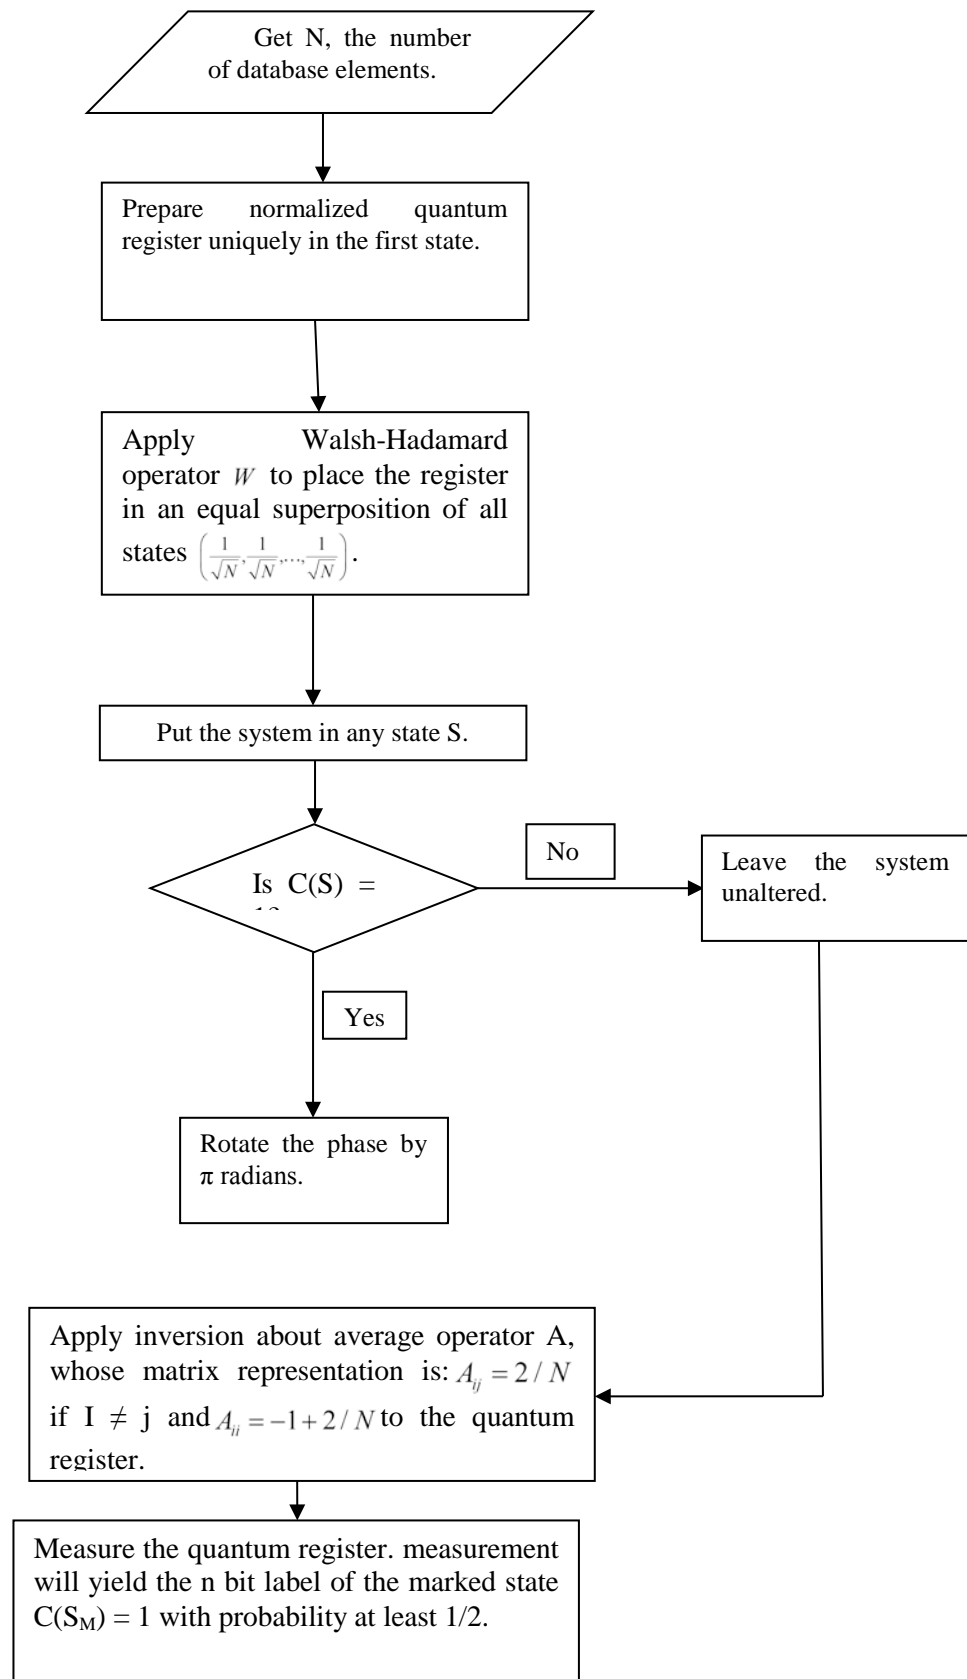 Get N, the number
of database elements.
Prepare normalized quantum
register uniquely in the first state.
Apply Walsh-Hadamard
operator W to place the register
in an equal superposition of all
states (1/√N, 1/√N, ..., 1/√N).
Put the system in any state S.
Is C(S) =
No
Leave the system
unaltered.
Yes
Rotate the phase by
π radians.
Apply inversion about average operator A,
whose matrix representation is: A_ij = 2 / N
if I ≠ j and A_ii = −1 + 2 / N to the quantum
register.
Measure the quantum register. measurement
will yield the n bit label of the marked state
C(S_M) = 1 with probability at least 1/2.